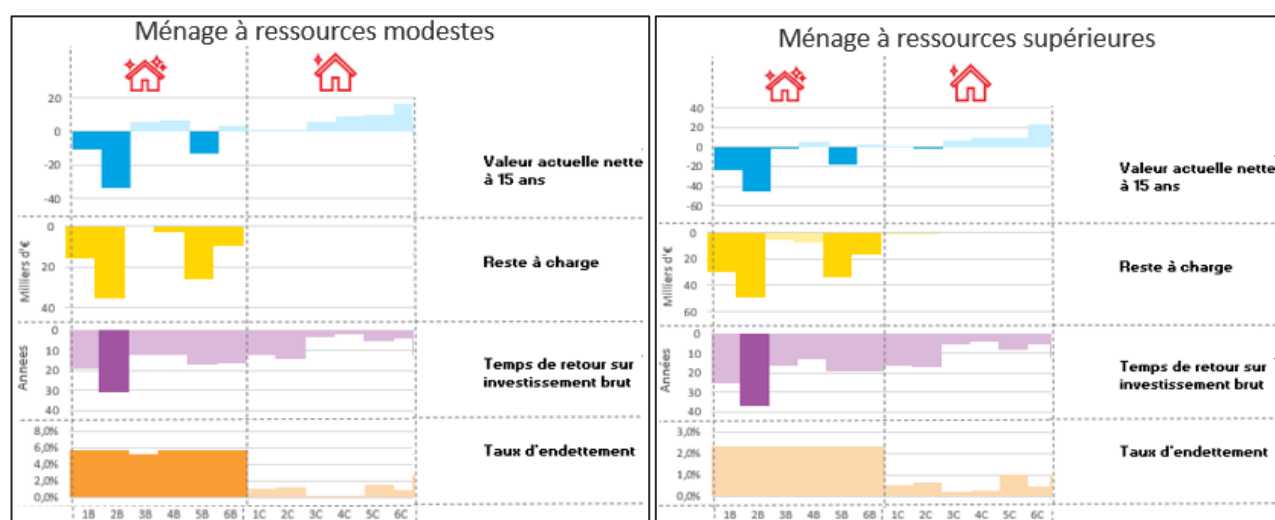 Ménage à ressources modestes
20
0
-20
-40
Valeur actuelle nette
à 15 ans
Milliers d'€
0
20
40
Reste à charge
Années
0
10
20
30
40
Temps de retour sur
investissement brut
8,0%
6,0%
4,0%
2,0%
0,0%
Taux d'endettement
1B 2B 3B 4B 5B 6B 1C 2C 3C 4C 5C 6C
Ménage à ressources supérieures
40
20
0
-20
-40
-60
Valeur actuelle nette
à 15 ans
Milliers d'€
0
20
40
60
Reste à charge
Années
0
10
20
30
40
Temps de retour sur
investissement brut
3,0%
2,0%
1,0%
0,0%
Taux d'endettement
1B 2B 3B 4B 5B 6B 1C 2C 3C 4C 5C 6C